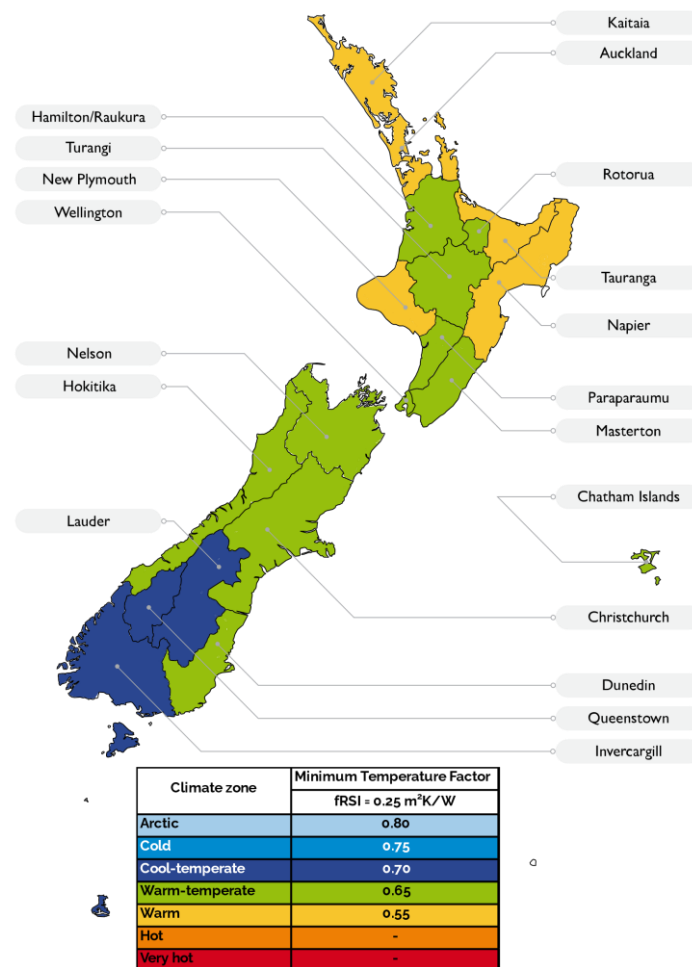 Kaitaia
Auckland
Hamilton/Raukura
Turangi
New Plymouth
Rotorua
Wellington
Tauranga
Napier
Nelson
Hokitika
Paraparaumu
Masterton
Chatham Islands
Lauder
Christchurch
Dunedin
Queenstown
Invercargill
Climate zone
Minimum Temperature Factor
fRSI = 0.25 m²K/W
Arctic 0.80
Cold 0.75
Cool-temperate 0.70
Warm-temperate 0.65
Warm 0.55
Hot -
Very hot -